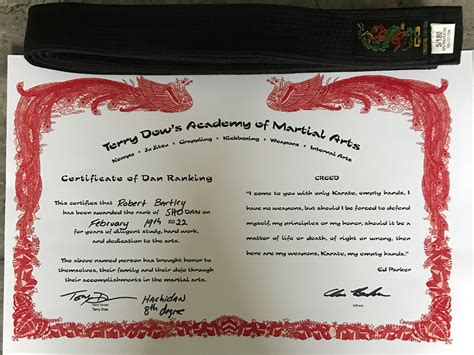 5/180
Terry Dow's Academy of Martial Arts
Kempo • Ju Jitsu • Grappling • Kickboxing • Weapons • Internal Arts
Certificate of Dan Ranking
This certifies that Robert Bartley
has been awarded the rank of SHODAN on
February 19th 2022
for years of diligent study, hard work,
and dedication to the arts.
The above named person has brought honor to
themselves, their family and their dojo through
their accomplishments in the martial arts.
Terry Dow
HACHIDAN
8th degree
CREED
"I come to you with only Karate, empty hands. I
have no weapons, but should I be forced to defend
myself, my principles or my honor, should it be a
matter of life or death, of right or wrong, then
here are my weapons, Karate, my empty hands."
Ed Parker
Witness